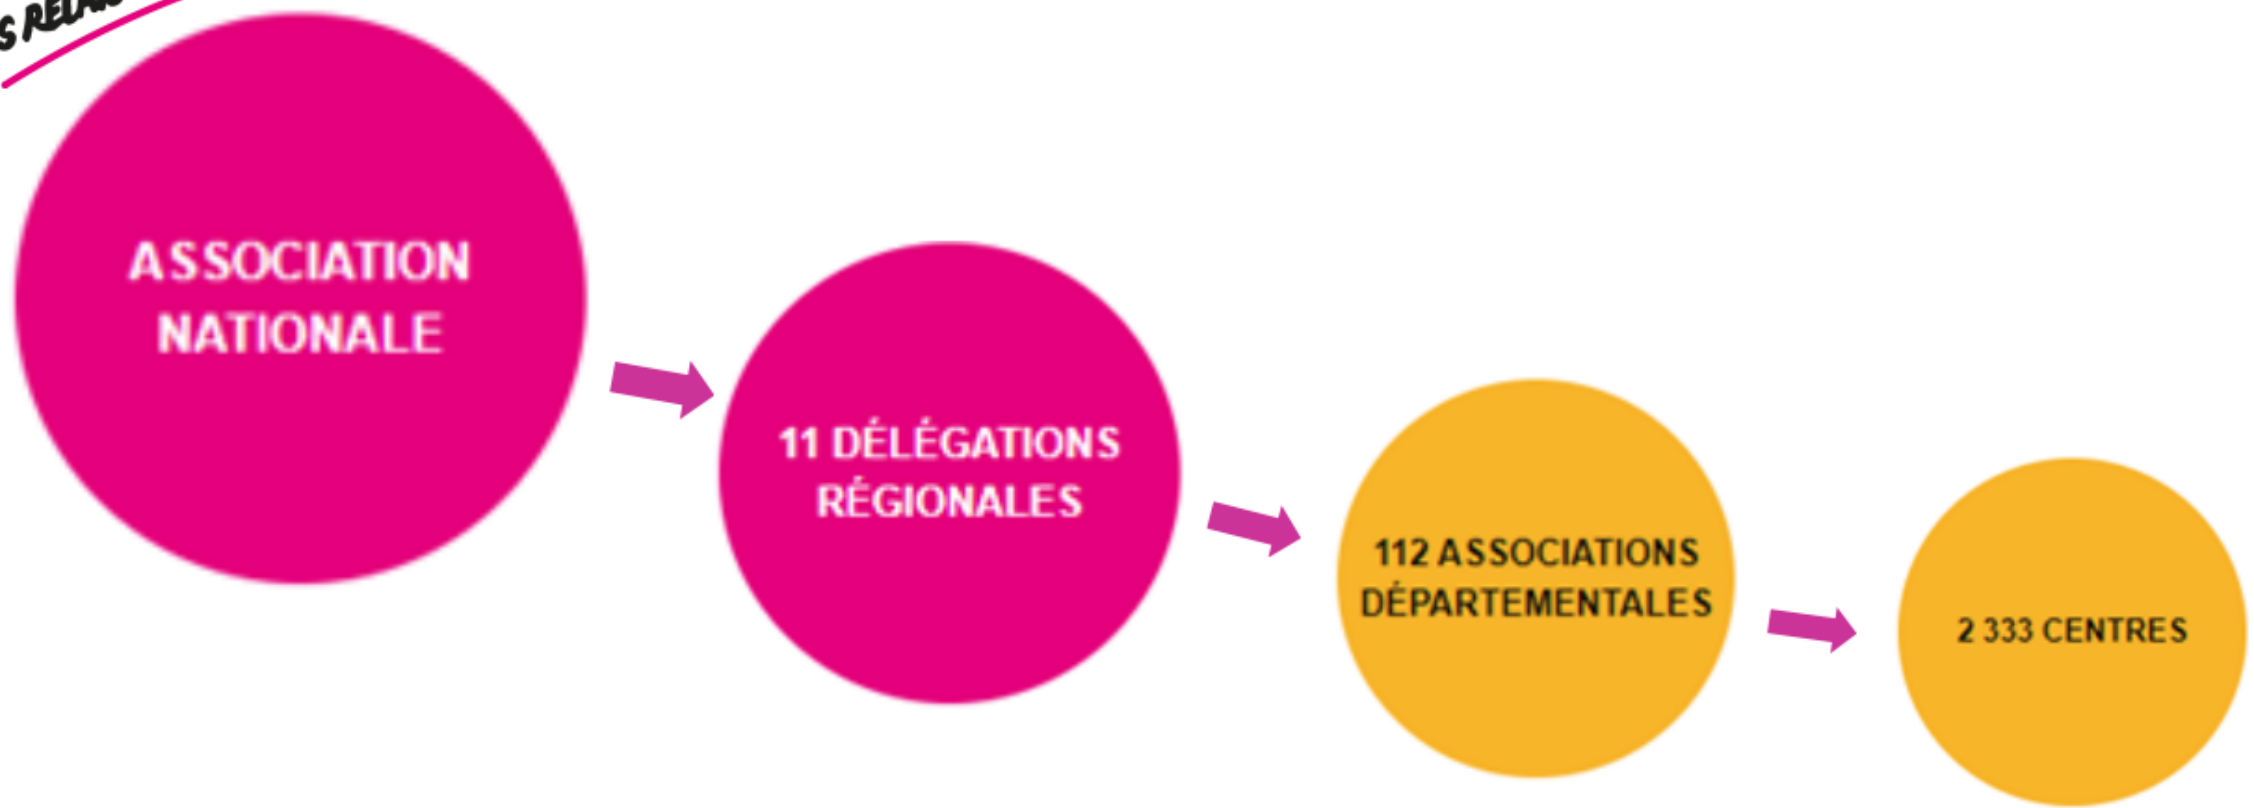 ASSOCIATION
NATIONALE
11 DÉLÉGATIONS
RÉGIONALES
112 ASSOCIATIONS
DÉPARTEMENTALES
2 333 CENTRES